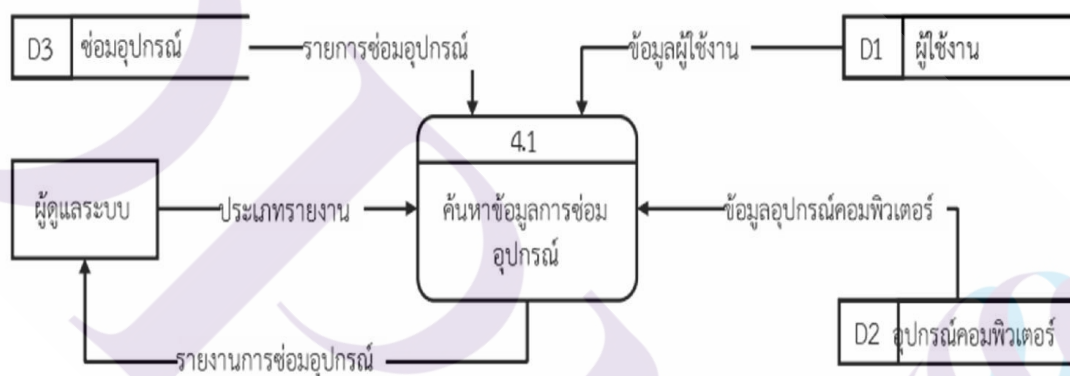 D3 ซ่อมอุปกรณ์
รายการซ่อมอุปกรณ์
ข้อมูลผู้ใช้งาน
D1 ผู้ใช้งาน
4.1
ผู้ดูแลระบบ
ประเภทรายงาน
ค้นหาข้อมูลการซ่อม
อุปกรณ์
ข้อมูลอุปกรณ์คอมพิวเตอร์
D2 อุปกรณ์คอมพิวเตอร์
รายงานการซ่อมอุปกรณ์